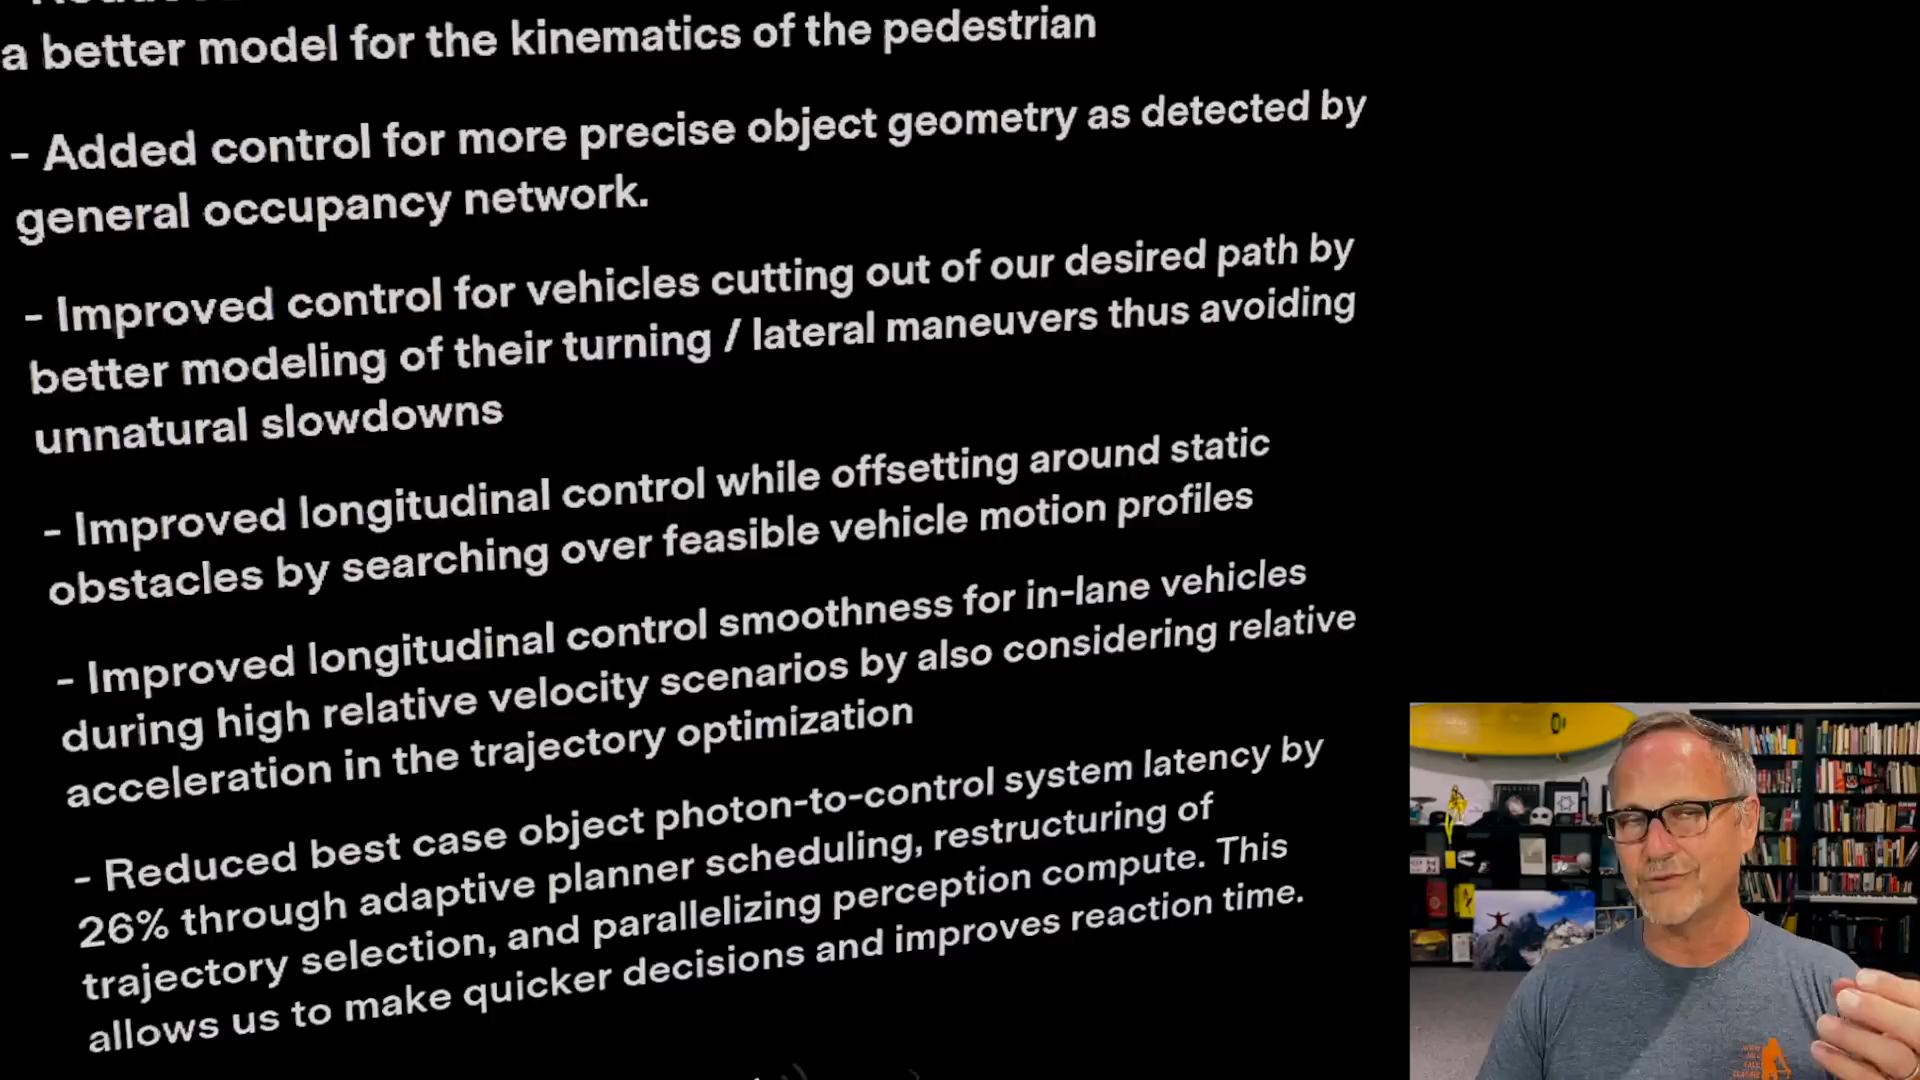 a better model for the kinematics of the pedestrian
- Added control for more precise object geometry as detected by
general occupancy network.
- Improved control for vehicles cutting out of our desired path by
better modeling of their turning / lateral maneuvers thus avoiding
unnatural slowdowns
- Improved longitudinal control while offsetting around static
obstacles by searching over feasible vehicle motion profiles
- Improved longitudinal control smoothness for in-lane vehicles
during high relative velocity scenarios by also considering relative
acceleration in the trajectory optimization
- Reduced best case object photon-to-control system latency by
26% through adaptive planner scheduling, restructuring of
trajectory selection, and parallelizing perception compute. This
allows us to make quicker decisions and improves reaction time.